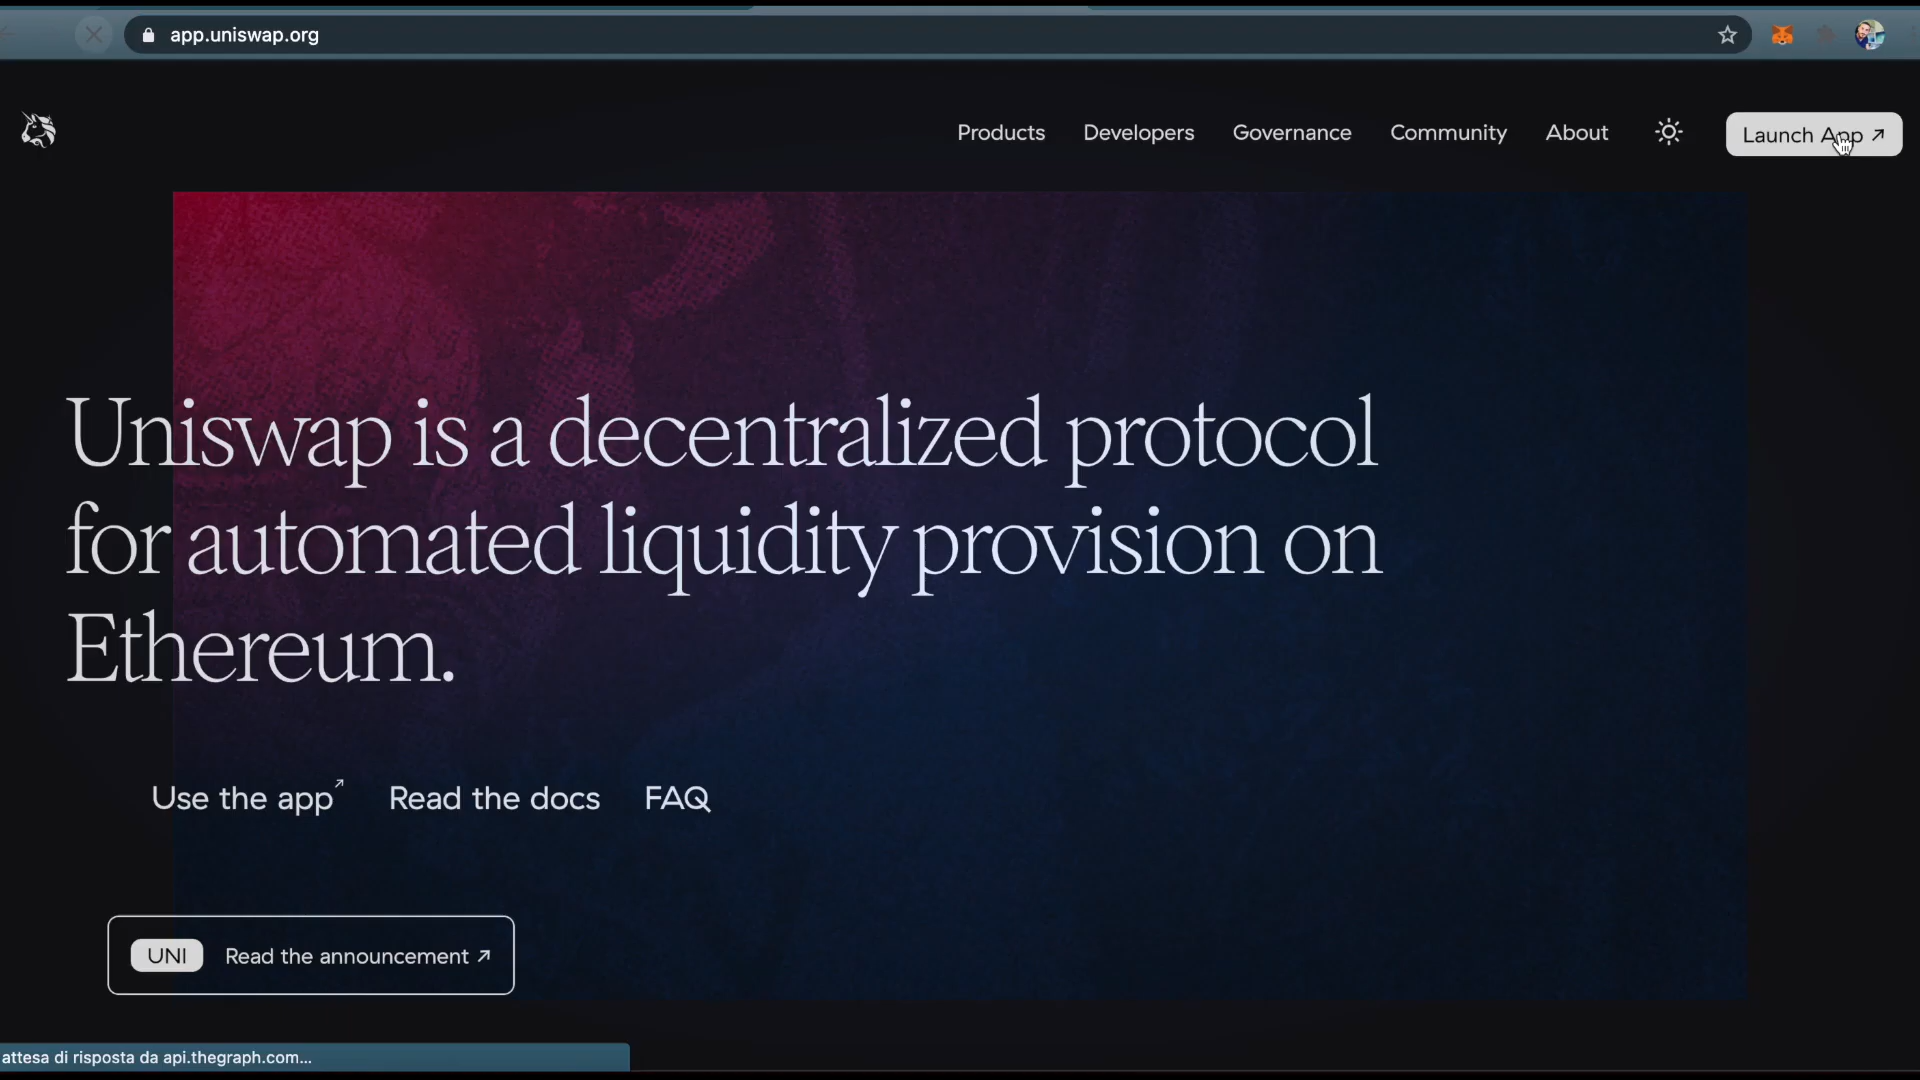 app.uniswap.org
Products Developers Governance Community About Launch App ↗
Uniswap is a decentralized protocol
for automated liquidity provision on
Ethereum.
Use the app↗ Read the docs FAQ
UNI Read the announcement ↗
attesa di risposta da api.thegraph.com...